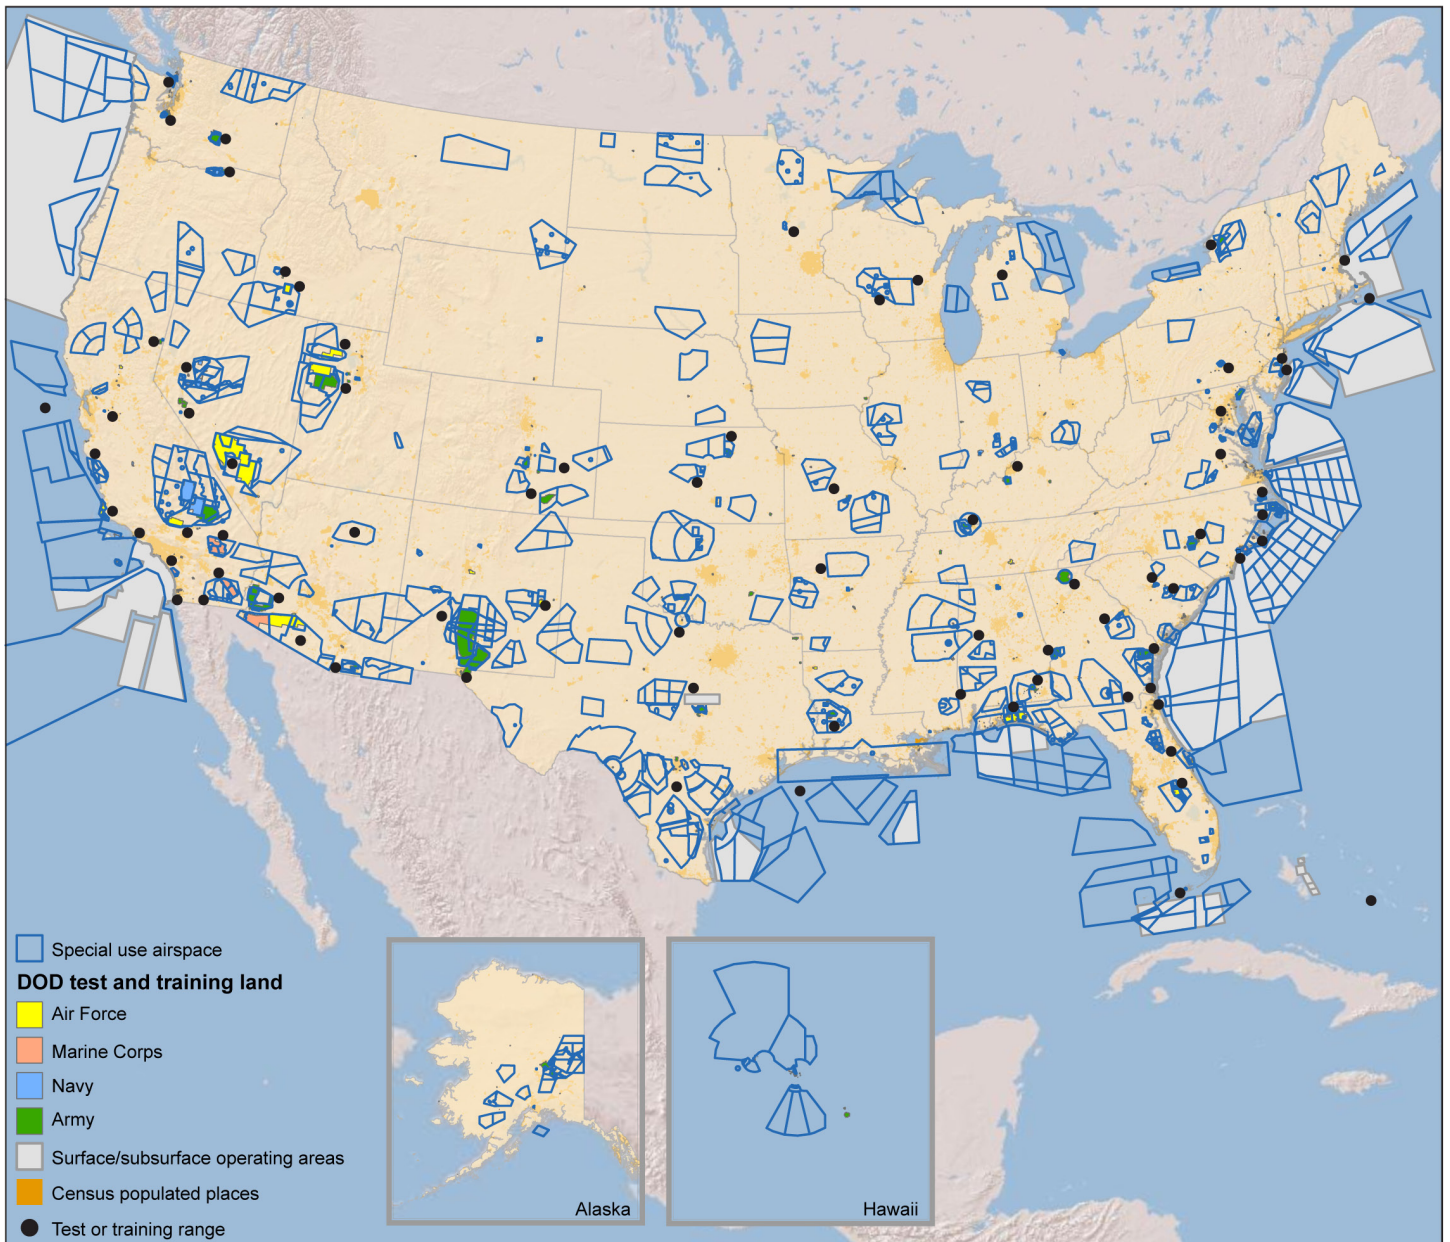 Special use airspace
DOD test and training land
Air Force
Marine Corps
Navy
Army
Surface/subsurface operating areas
Census populated places
Test or training range
Alaska
Hawaii